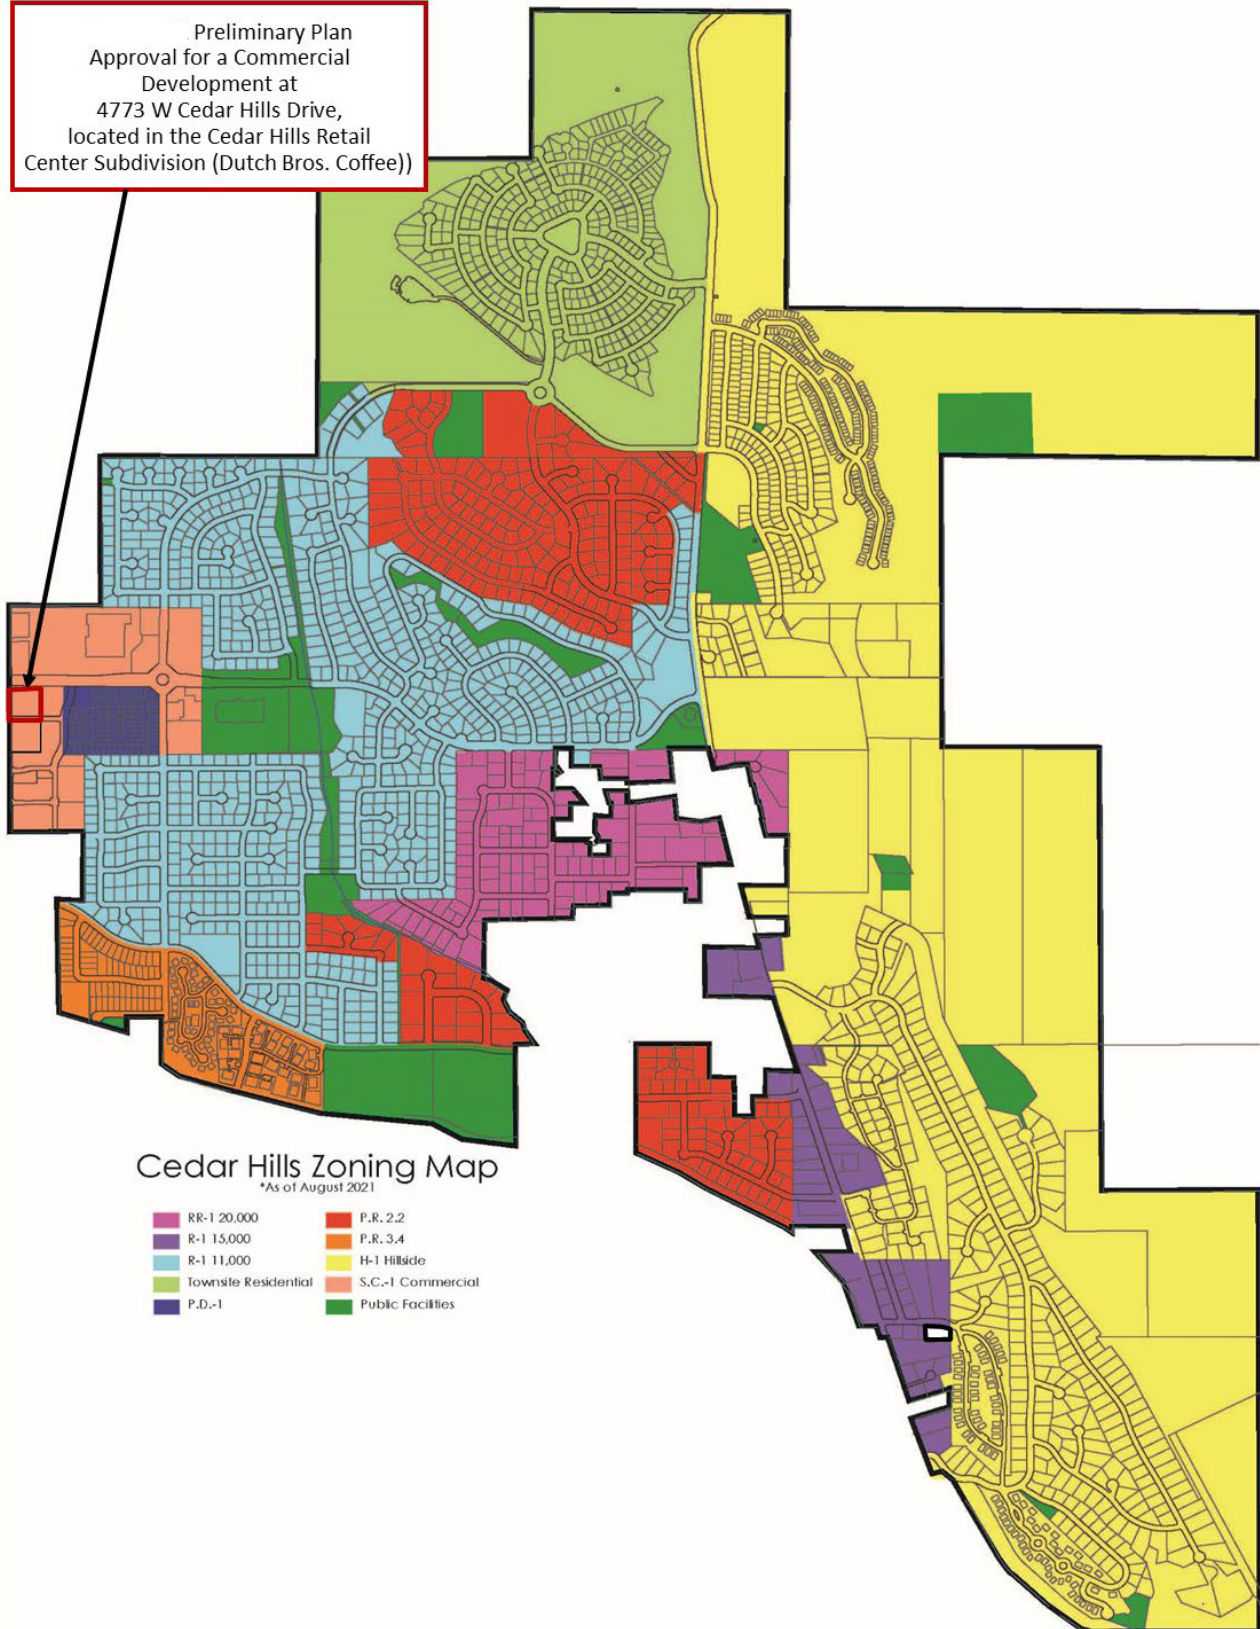 Preliminary Plan
Approval for a Commercial
Development at
4773 W Cedar Hills Drive,
located in the Cedar Hills Retail
Center Subdivision (Dutch Bros. Coffee))
Cedar Hills Zoning Map
*As of August 2021
RR-1 20,000
R-1 15,000
R-1 11,000
Townsite Residential
P.D.-1
P.R. 2.2
P.R. 3.4
H-1 Hillside
S.C.-1 Commercial
Public Facilities